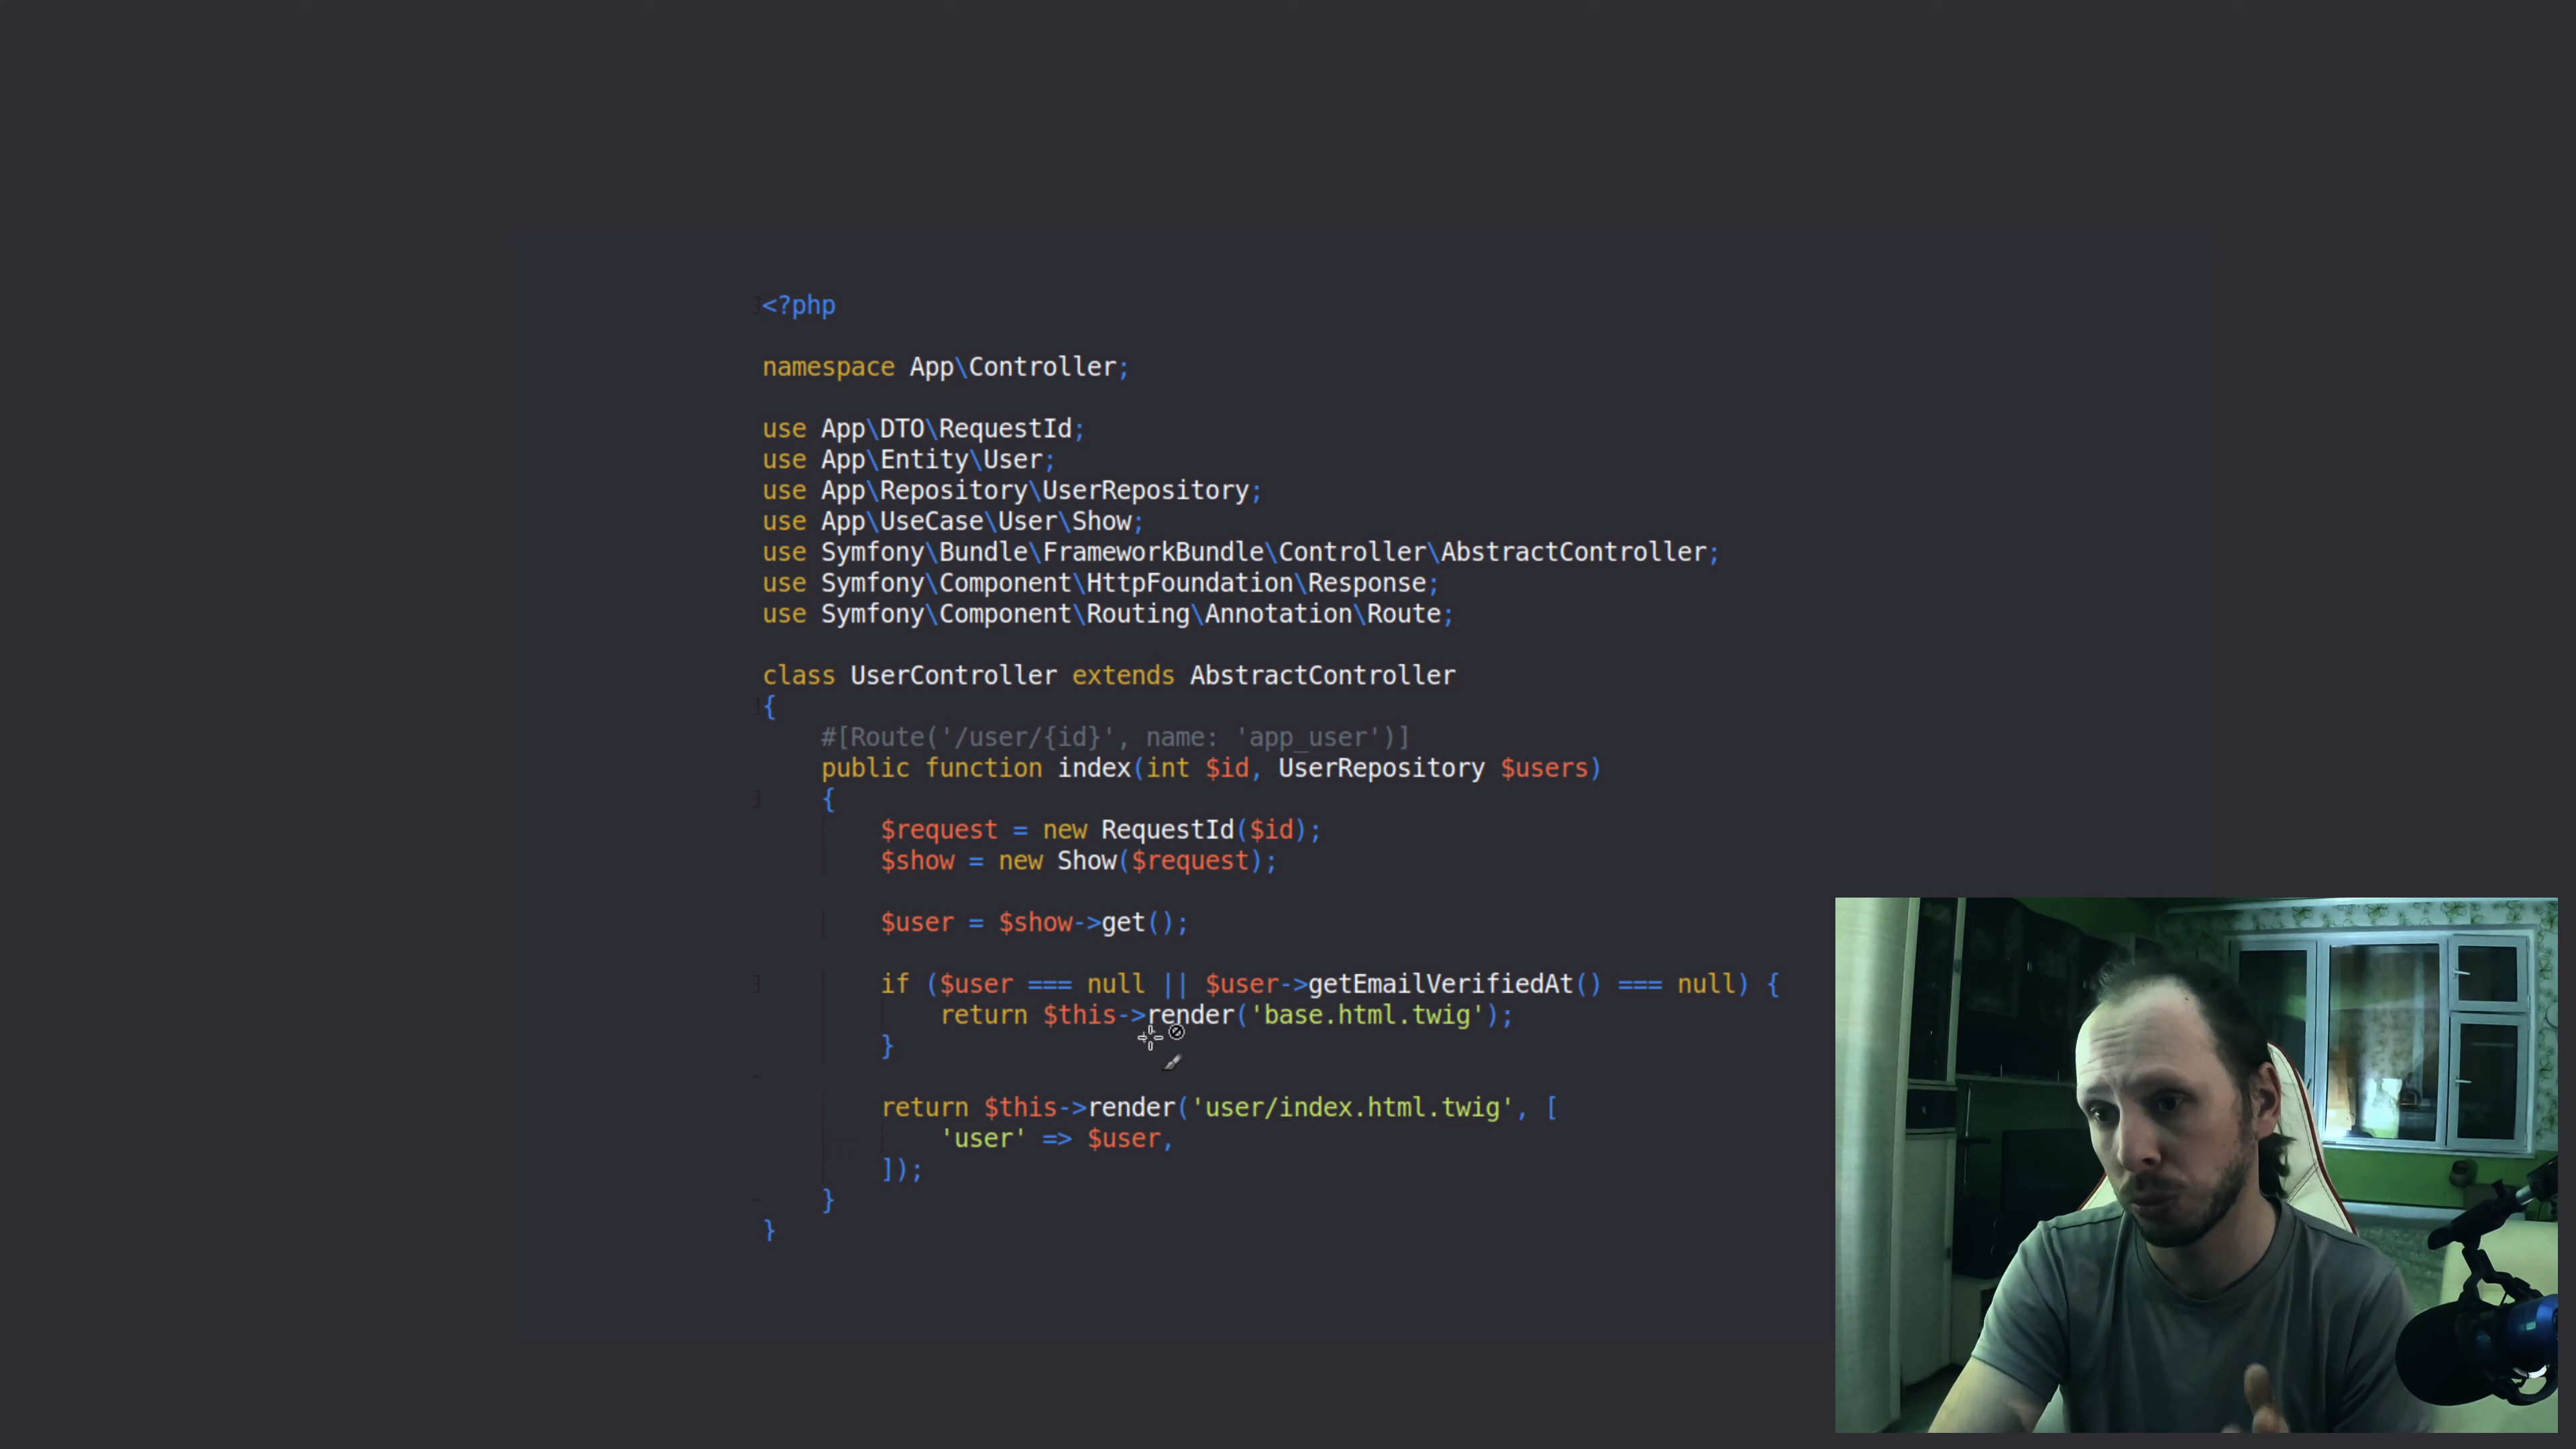 <?php
namespace App\Controller;
use App\DTO\RequestId;
use App\Entity\User;
use App\Repository\UserRepository;
use App\UseCase\User\Show;
use Symfony\Bundle\FrameworkBundle\Controller\AbstractController;
use Symfony\Component\HttpFoundation\Response;
use Symfony\Component\Routing\Annotation\Route;
class UserController extends AbstractController
{
#[Route('/user/{id}', name: 'app_user')]
public function index(int $id, UserRepository $users)
{
$request = new RequestId($id);
$show = new Show($request);
$user = $show->get();
if ($user === null || $user->getEmailVerifiedAt() === null) {
return $this->render('base.html.twig');
}
return $this->render('user/index.html.twig', [
'user' => $user,
]);
}
}